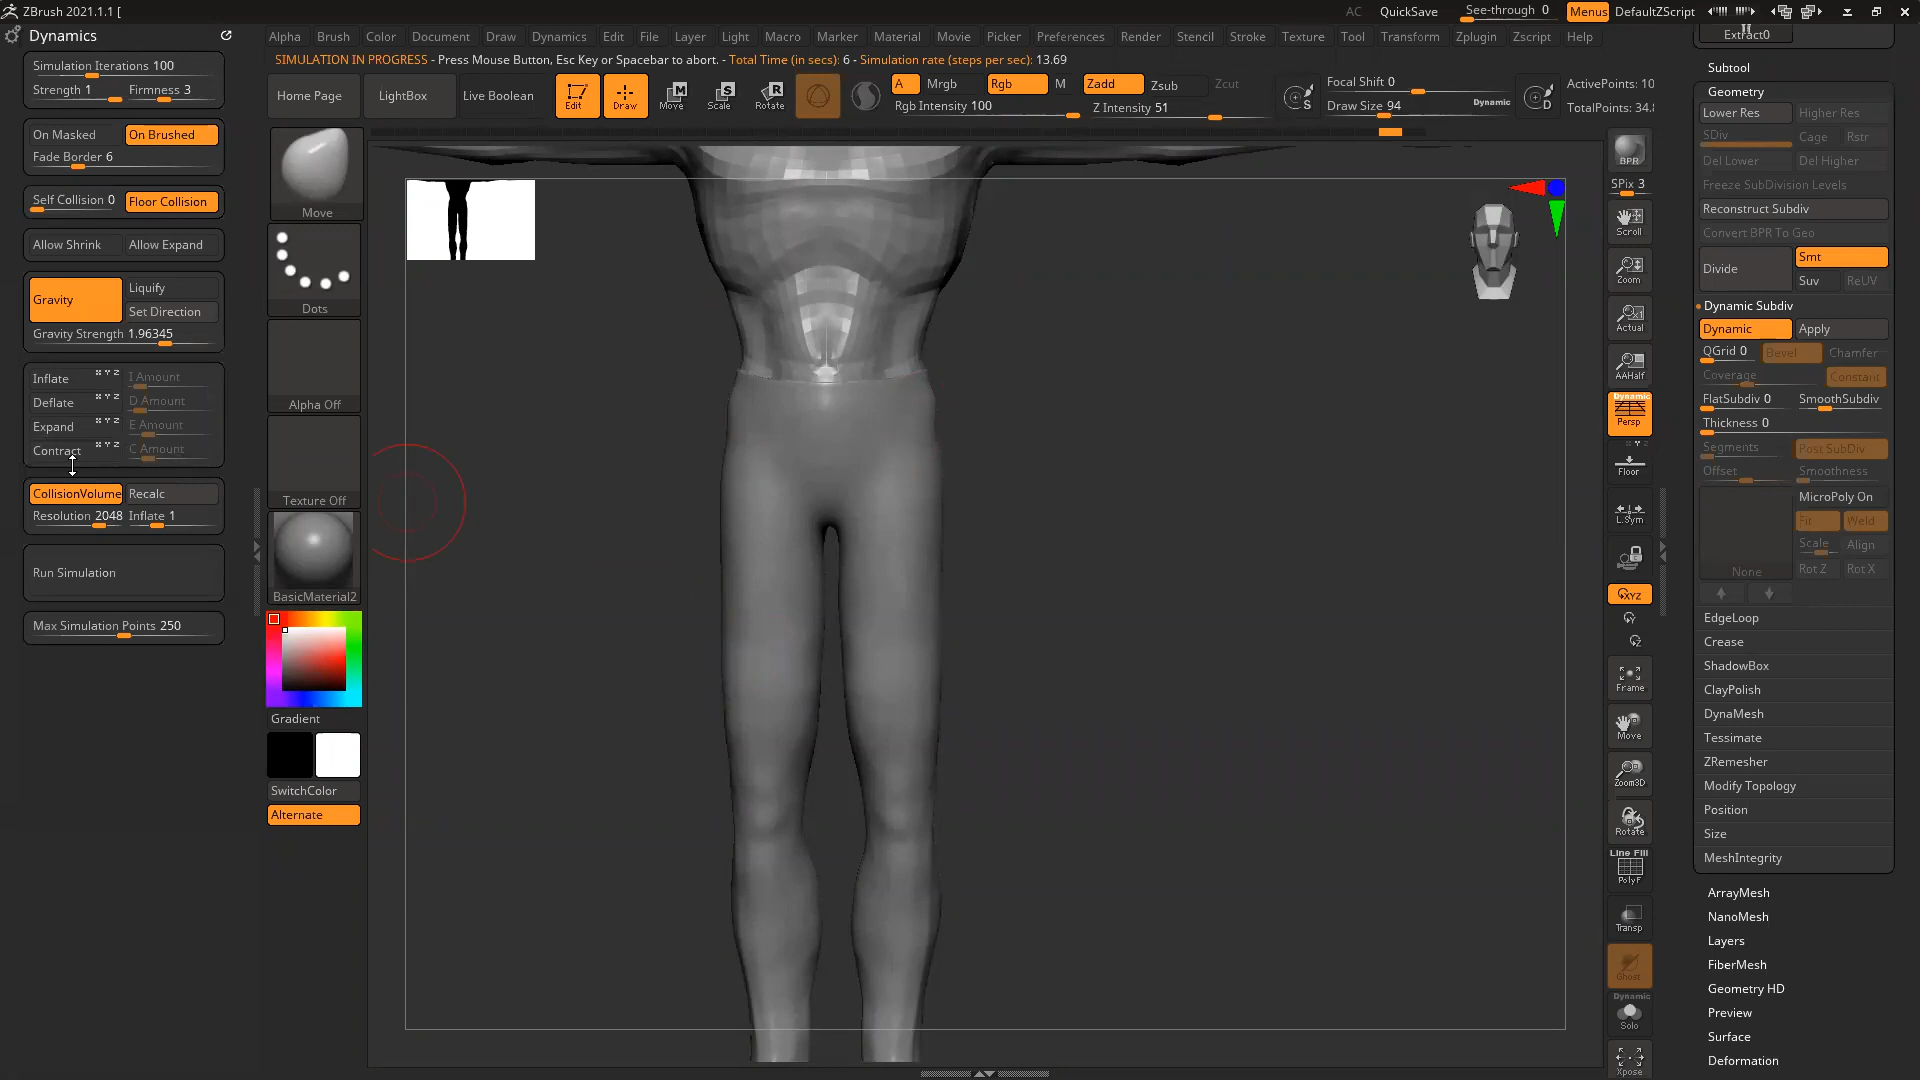 ZBrush 2021.1.1 [
AC QuickSave See-through 0 Menus DefaultZScript
Dynamics
Alpha Brush Color Document Draw Dynamics Edit File Layer Light Macro Marker Material Movie Picker Preferences Render Stencil Stroke Texture Tool Transform Zplugin Zscript Help
SIMULATION IN PROGRESS - Press Mouse Button, Esc Key or Spacebar to abort. - Total Time (in secs): 6 - Simulation rate (steps per sec): 13.69
Home Page LightBox Live Boolean Edit Draw Move Scale Rotate
A Mrgb Rgb M Zadd Zsub Zcut
Rgb Intensity 100 Z Intensity 51
Focal Shift 0
Draw Size 94 Dynamic
ActivePoints: 10
TotalPoints: 34.
Simulation Iterations 100
Strength 1 Firmness 3
On Masked On Brushed
Fade Border 6
Self Collision 0 Floor Collision
Allow Shrink Allow Expand
Gravity Liquify
Set Direction
Gravity Strength 1.96345
Inflate X Y Z I Amount
Deflate X Y Z D Amount
Expand X Y Z E Amount
Contract X Y Z C Amount
CollisionVolume Recalc
Resolution 2048 Inflate 1
Run Simulation
Max Simulation Points 250
Move
Dots
Alpha Off
Texture Off
BasicMaterial2
Gradient
SwitchColor
Alternate
BPR
SPix 3
Scroll
Zoom
Actual
AAHalf
Dynamic
Persp
Floor
L.Sym
XYZ
Frame
Move
Zoom3D
Rotate
Line Fill
PolyF
Transp
Ghost
Dynamic
Solo
Xpose
Extract0
Subtool
Geometry
Lower Res Higher Res
SDiv Cage Rstr
Del Lower Del Higher
Freeze SubDivision Levels
Reconstruct Subdiv
Convert BPR To Geo
Divide Smt
Suv ReUV
Dynamic Subdiv
Dynamic Apply
QGrid 0 Bevel Chamfer
Coverage Constant
FlatSubdiv 0 SmoothSubdiv
Thickness 0
Segments Post SubDiv
Offset Smoothness
MicroPoly On
Fit Weld
Scale Align
None Rot Z Rot X
EdgeLoop
Crease
ShadowBox
ClayPolish
DynaMesh
Tessimate
ZRemesher
Modify Topology
Position
Size
MeshIntegrity
ArrayMesh
NanoMesh
Layers
FiberMesh
Geometry HD
Preview
Surface
Deformation